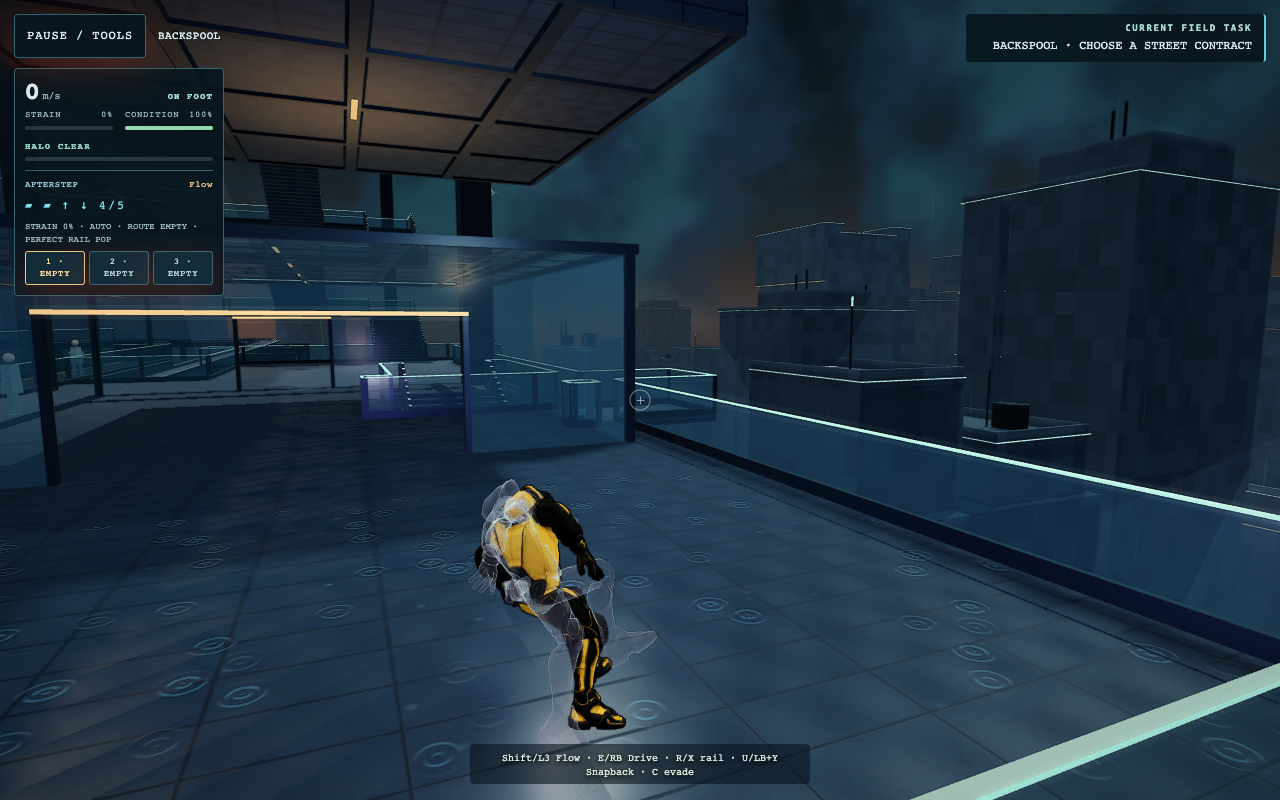 PAUSE / TOOLS
BACKSPOOL
CURRENT FIELD TASK
BACKSPOOL · CHOOSE A STREET CONTRACT
0 m/s ON FOOT
STRAIN 0% CONDITION 100%
HALO CLEAR
AFTERSTEP Flow
▰ ▰ ↑ ↓ 4/5
STRAIN 0% · AUTO · ROUTE EMPTY ·
PERFECT RAIL POP
1 · EMPTY
2 · EMPTY
3 · EMPTY
Shift/L3 Flow · E/RB Drive · R/X rail · U/LB+Y
Snapback · C evade